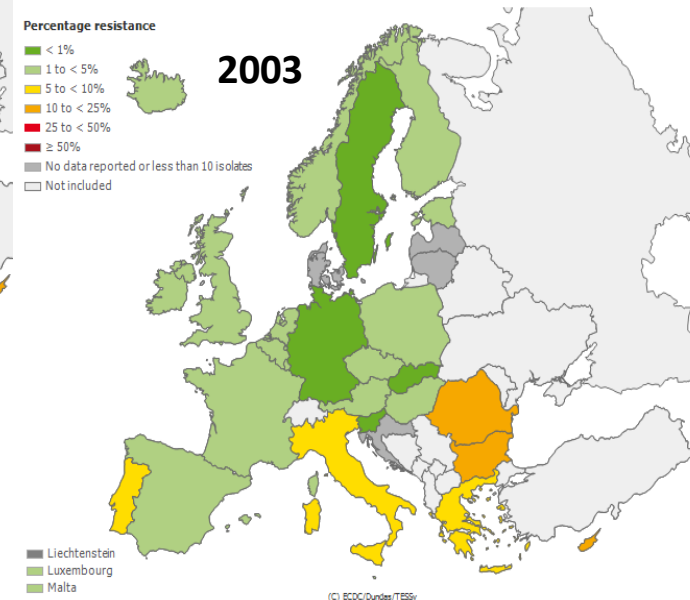 Percentage resistance
< 1%
1 to < 5%
5 to < 10%
10 to < 25%
25 to < 50%
≥ 50%
No data reported or less than 10 isolates
Not included
2003
Liechtenstein
Luxembourg
Malta
(C) ECDC/Dundas/TESSy